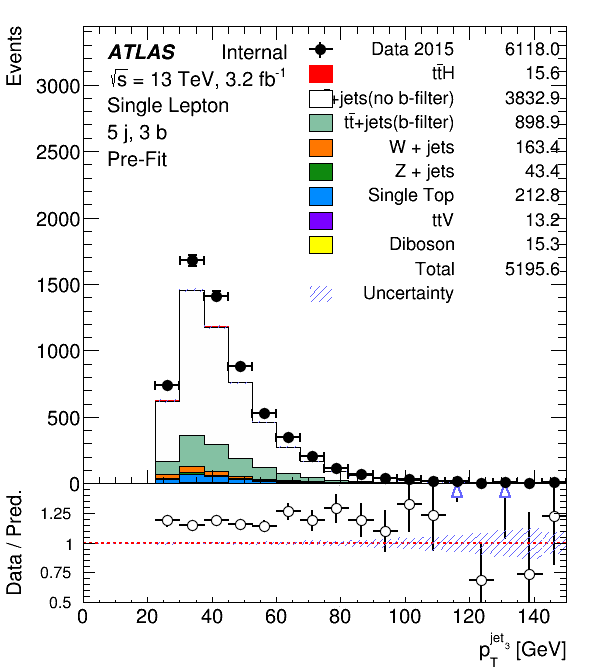 Events
ATLAS Internal
√s = 13 TeV, 3.2 fb-1
Single Lepton
5 j, 3 b
Pre-Fit
Data 2015 6118.0
tt̄H 15.6
+jets(no b-filter) 3832.9
tt̄+jets(b-filter) 898.9
W + jets 163.4
Z + jets 43.4
Single Top 212.8
ttV 13.2
Diboson 15.3
Total 5195.6
Uncertainty
3000
2500
2000
1500
1000
500
0
Data / Pred.
1.25
1
0.75
0.5
0 20 40 60 80 100 120 140
pT jet3 [GeV]